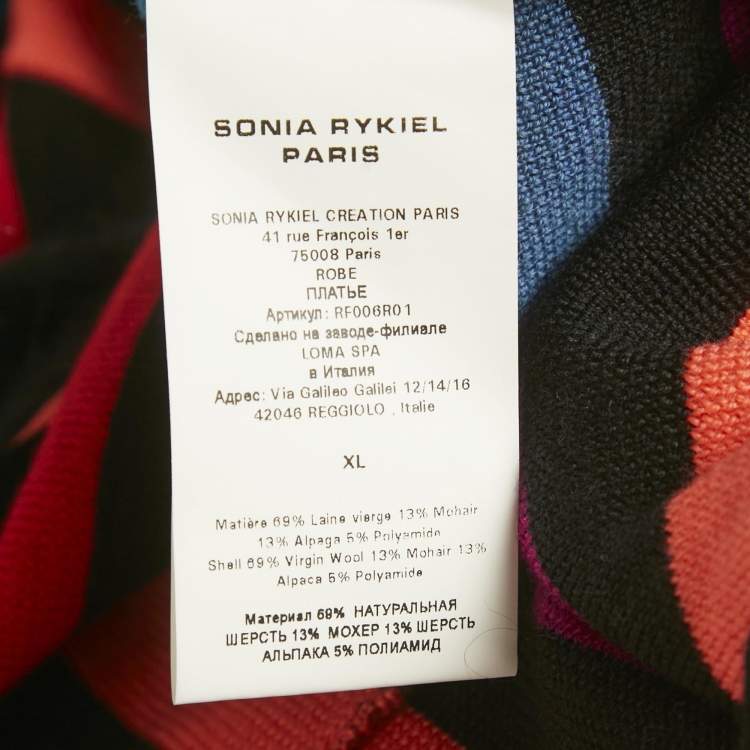 SONIA RYKIEL
PARIS
SONIA RYKIEL CREATION PARIS
41 rue François 1er
75008 Paris
ROBE
ПЛАТЬЕ
Артикул: RF006R01
Сделано на заводе-филиале
LOMA SPA
в Италия
Адрес: Via Galileo Galilei 12/14/16
42046 REGGIOLO , Italie
XL
Matière 69% Laine vierge 13% Mohair
13% Alpaga 5% Polyamide
Shell 69% Virgin Wool 13% Mohair 13%
Alpaca 5% Polyamide
Материал 69% НАТУРАЛЬНАЯ
ШЕРСТЬ 13% МОХЕР 13% ШЕРСТЬ
АЛЬПАКА 5% ПОЛИАМИД